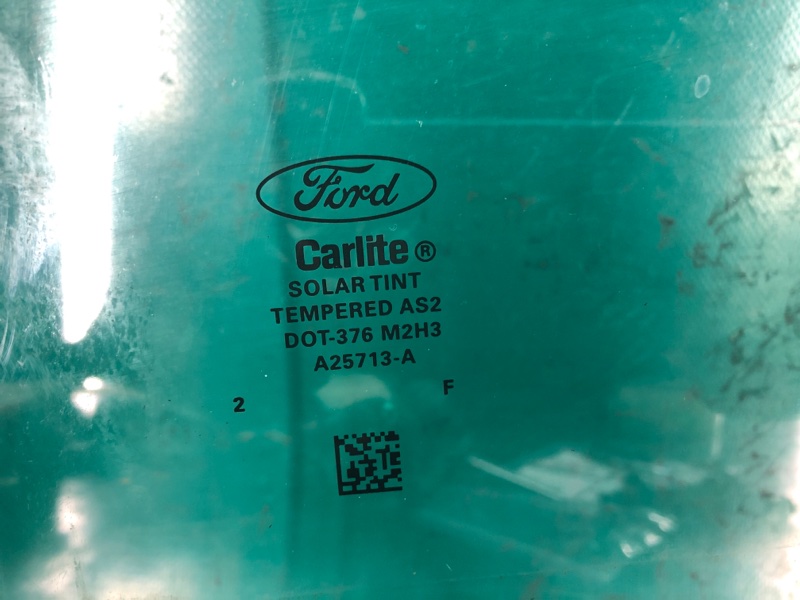 Ford
Carlite®
SOLAR TINT
TEMPERED AS2
DOT-376 M2H3
A25713-A
2 F